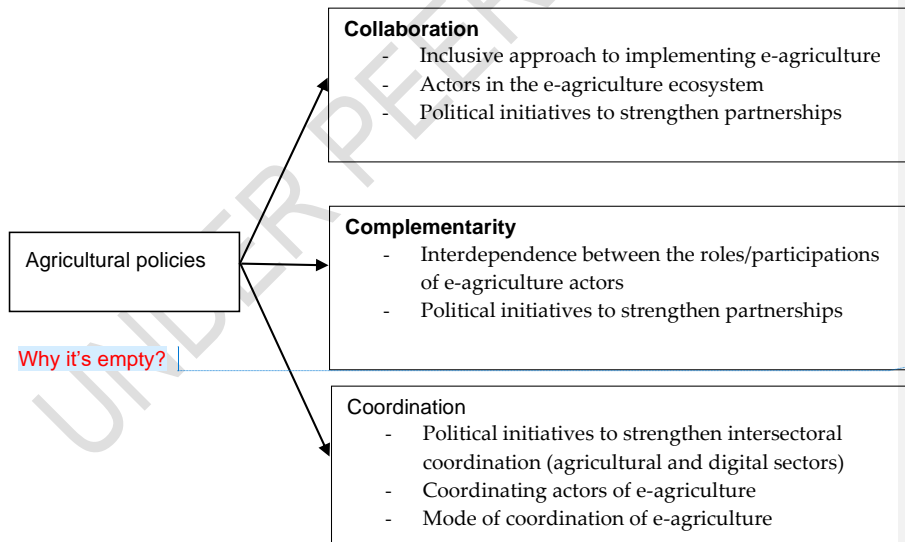 Collaboration
- Inclusive approach to implementing e-agriculture
- Actors in the e-agriculture ecosystem
- Political initiatives to strengthen partnerships
Complementarity
- Interdependence between the roles/participations
of e-agriculture actors
- Political initiatives to strengthen partnerships
Agricultural policies
Why it's empty?
Coordination
- Political initiatives to strengthen intersectoral
coordination (agricultural and digital sectors)
- Coordinating actors of e-agriculture
- Mode of coordination of e-agriculture
UNDER PEER